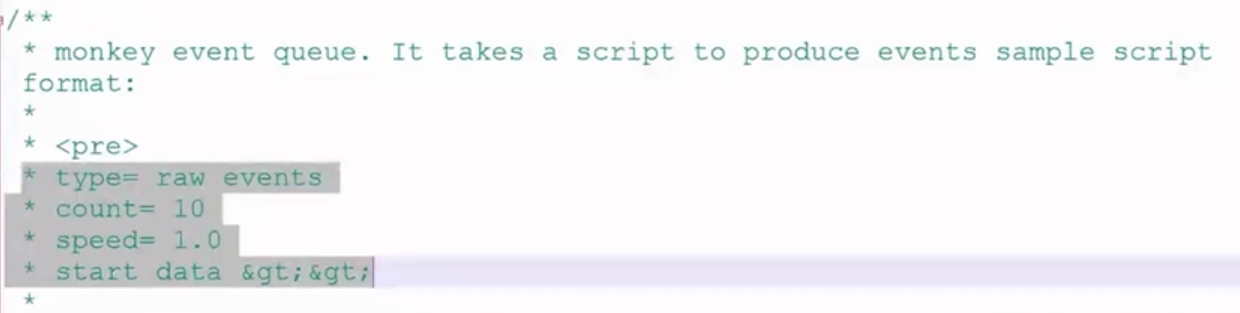 /**
* monkey event queue. It takes a script to produce events sample script
format:
*
* <pre>
* type= raw events
* count= 10
* speed= 1.0
* start data &gt;&gt;
*